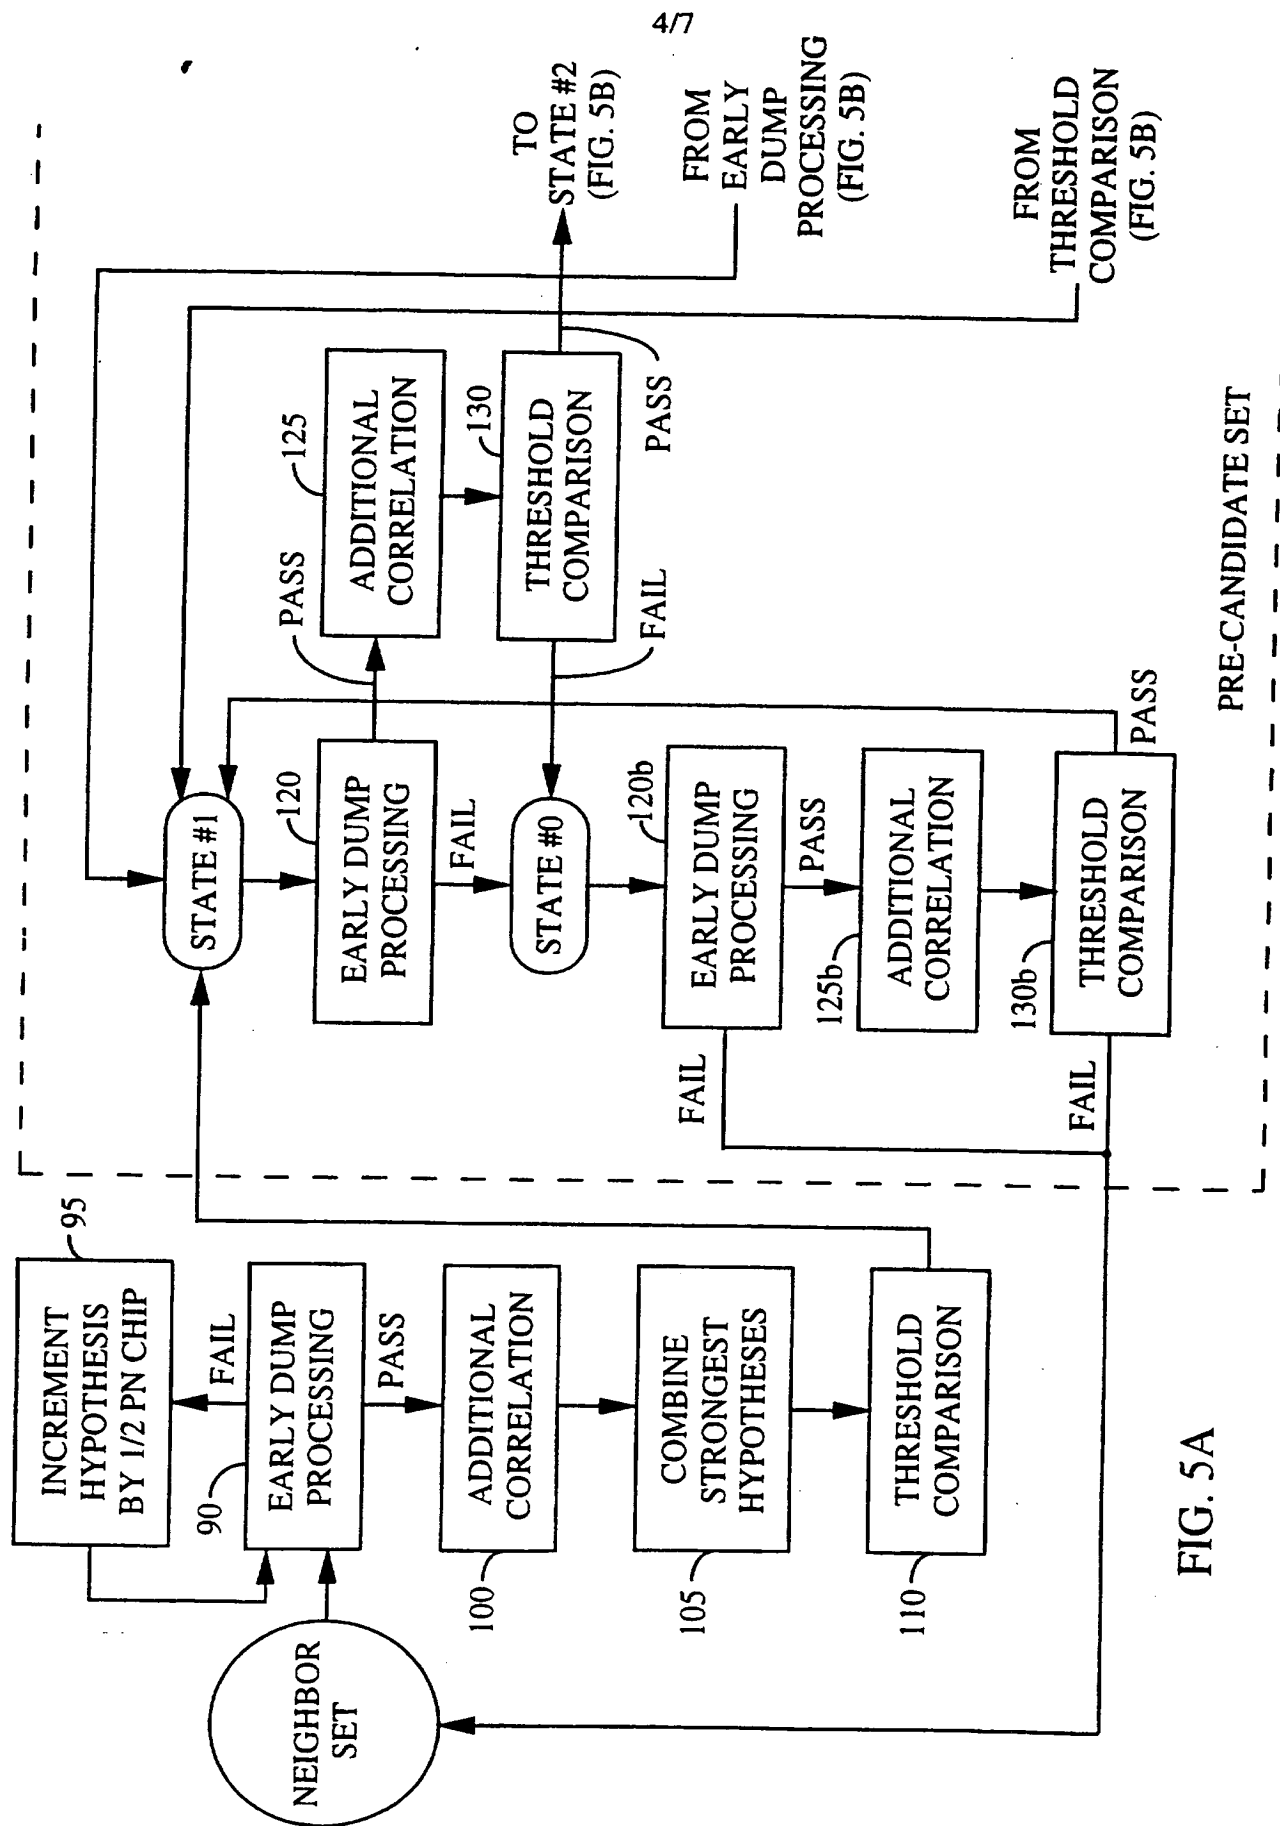 4/7
NEIGHBOR
SET
INCREMENT
HYPOTHESIS
BY 1/2 PN CHIP
95
FAIL
90
EARLY DUMP
PROCESSING
PASS
100
ADDITIONAL
CORRELATION
105
COMBINE
STRONGEST
HYPOTHESES
110
THRESHOLD
COMPARISON
STATE #1
120
EARLY DUMP
PROCESSING
PASS
FAIL
125
ADDITIONAL
CORRELATION
130
THRESHOLD
COMPARISON
PASS
FAIL
STATE #0
120b
EARLY DUMP
PROCESSING
FAIL
PASS
125b
ADDITIONAL
CORRELATION
130b
THRESHOLD
COMPARISON
FAIL
PASS
TO
STATE #2
(FIG. 5B)
FROM
EARLY
DUMP
PROCESSING
(FIG. 5B)
FROM
THRESHOLD
COMPARISON
(FIG. 5B)
PRE-CANDIDATE SET
FIG. 5A